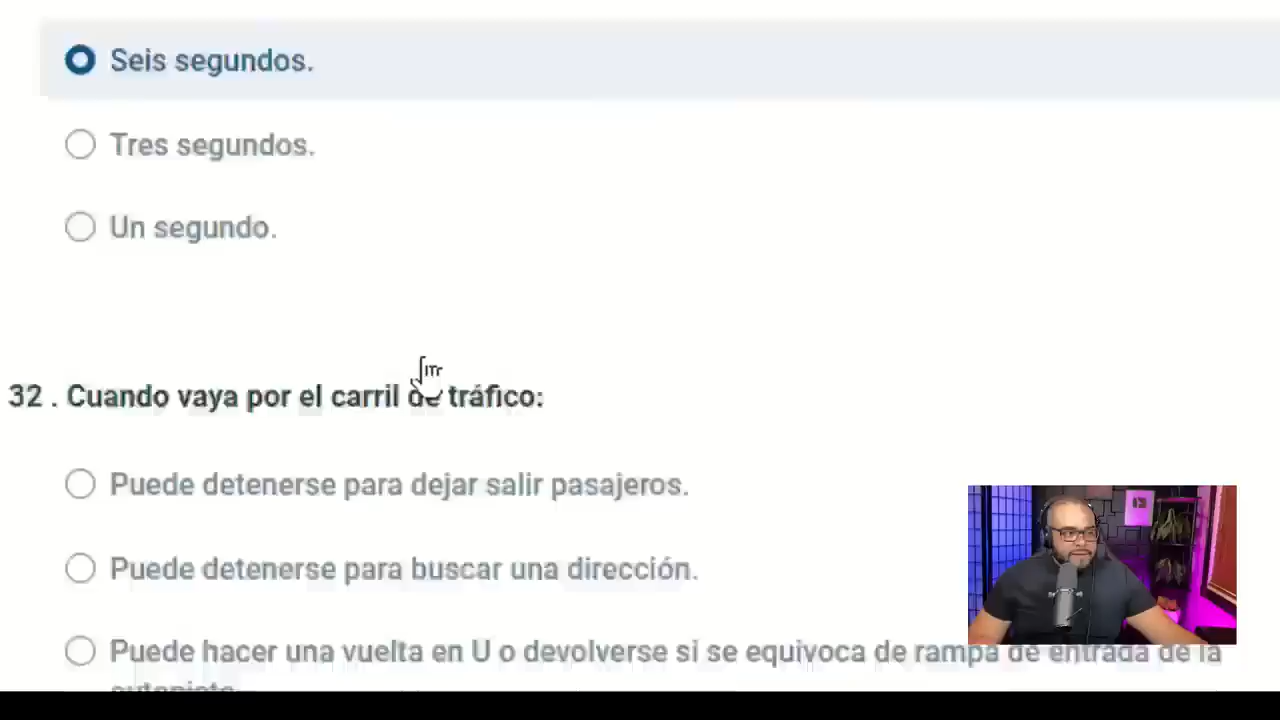 Seis segundos.
Tres segundos.
Un segundo.
32 . Cuando vaya por el carril de tráfico:
Puede detenerse para dejar salir pasajeros.
Puede detenerse para buscar una dirección.
Puede hacer una vuelta en U o devolverse si se equivoca de rampa de entrada de la